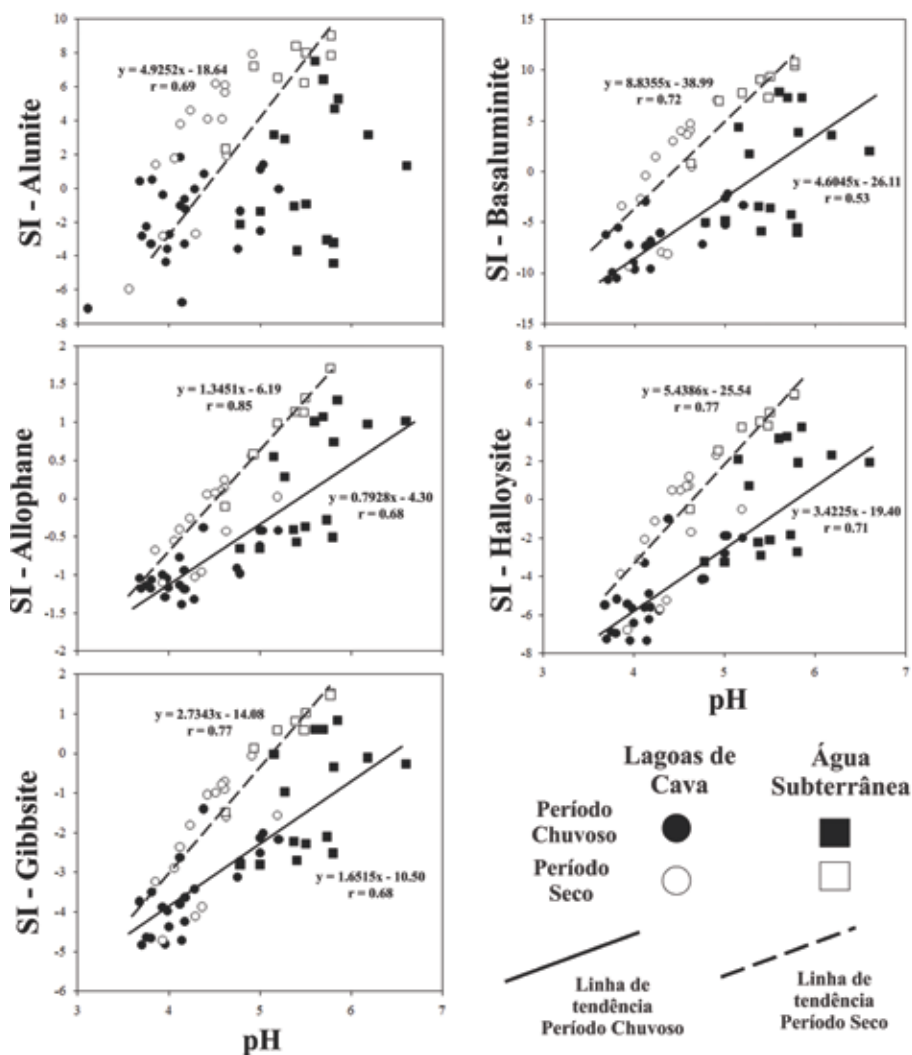 SI - Alunite
10
8
6
4
2
0
-2
-4
-6
-8
y = 4.9252x - 18.64
r = 0.69
SI - Basaluminite
15
10
5
0
-5
-10
-15
y = 8.8355x - 38.99
r = 0.72
y = 4.6045x - 26.11
r = 0.53
SI - Allophane
2
1.5
1
0.5
0
-0.5
-1
-1.5
-2
y = 1.3451x - 6.19
r = 0.85
y = 0.7928x - 4.30
r = 0.68
SI - Halloysite
8
6
4
2
0
-2
-4
-6
-8
y = 5.4386x - 25.54
r = 0.77
y = 3.4225x - 19.40
r = 0.71
3 4 5 6 7
pH
SI - Gibbsite
2
1
0
-1
-2
-3
-4
-5
-6
y = 2.7343x - 14.08
r = 0.77
y = 1.6515x - 10.50
r = 0.68
3 4 5 6 7
pH
Lagoas de
Cava
Água
Subterrânea
Período
Chuvoso
Período
Seco
Linha de
tendência
Período Chuvoso
Linha de
tendência
Período Seco